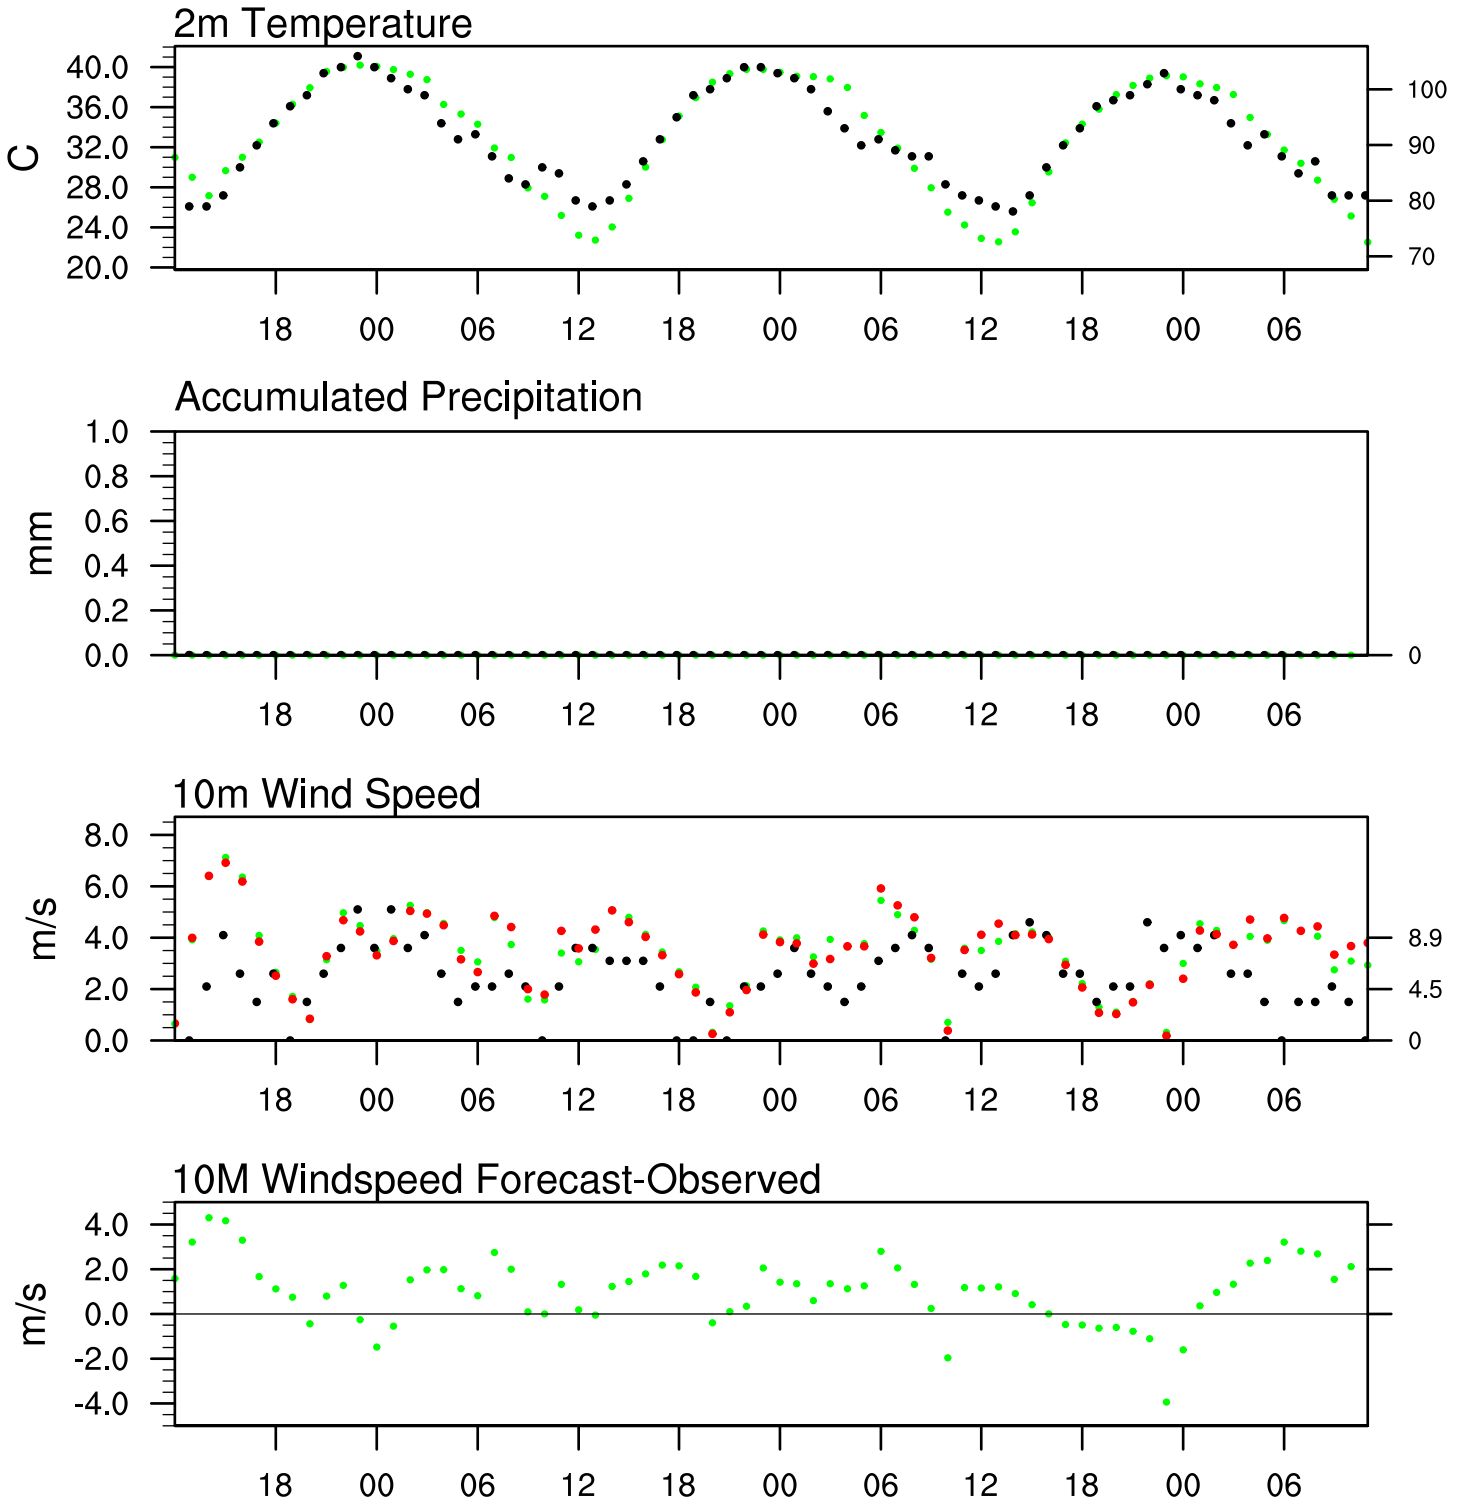 2m Temperature
40.0
36.0
32.0
28.0
24.0
20.0
C
100
90
80
70
18 00 06 12 18 00 06 12 18 00 06
Accumulated Precipitation
1.0
0.8
0.6
0.4
0.2
0.0
mm
0
18 00 06 12 18 00 06 12 18 00 06
10m Wind Speed
8.0
6.0
4.0
2.0
0.0
m/s
8.9
4.5
0
18 00 06 12 18 00 06 12 18 00 06
10M Windspeed Forecast-Observed
4.0
2.0
0.0
-2.0
-4.0
m/s
18 00 06 12 18 00 06 12 18 00 06